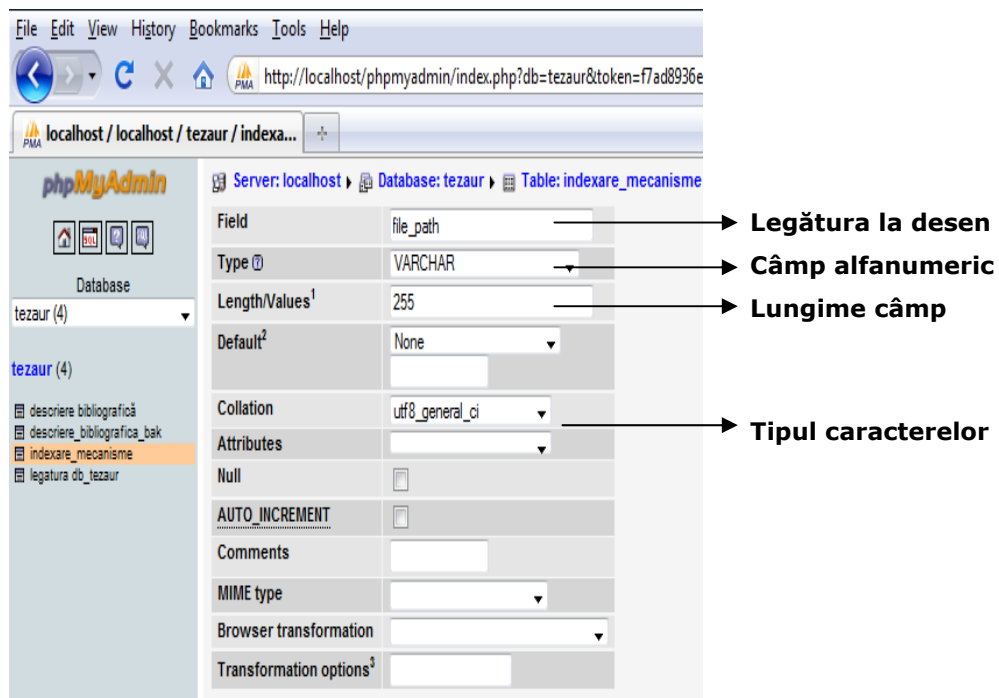 File Edit View History Bookmarks Tools Help
PMA http://localhost/phpmyadmin/index.php?db=tezaur&token=f7ad8936e
PMA localhost / localhost / tezaur / indexa...
phpMyAdmin
SQL
Database
tezaur (4)
tezaur (4)
descriere bibliografică
descriere_bibliografica_bak
indexare_mecanisme
legatura db_tezaur
Server: localhost Database: tezaur Table: indexare_mecanisme
Field file_path Legătura la desen
Type ? VARCHAR Câmp alfanumeric
Length/Values1 255 Lungime câmp
Default2 None
Collation utf8_general_ci Tipul caracterelor
Attributes
Null
AUTO_INCREMENT
Comments
MIME type
Browser transformation
Transformation options3